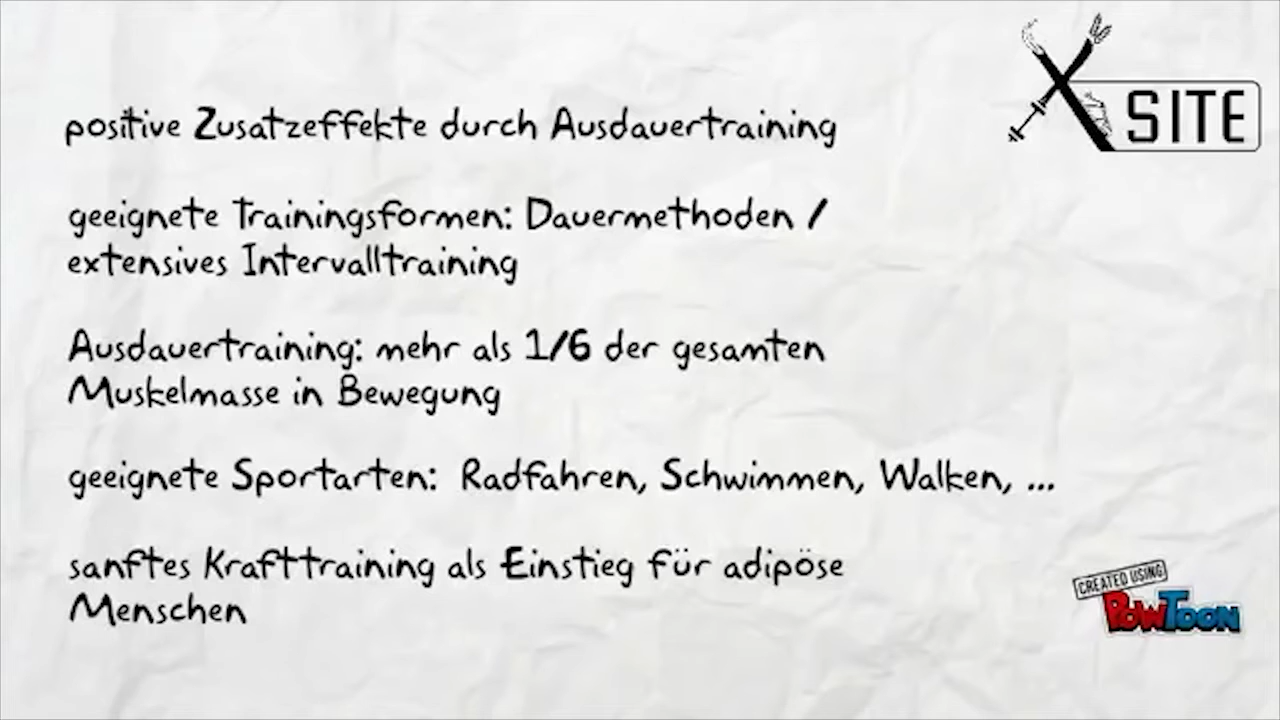 X SITE
positive Zusatzeffekte durch Ausdauertraining
geeignete Trainingsformen: Dauermethoden /
extensives Intervalltraining
Ausdauertraining: mehr als 1/6 der gesamten
Muskelmasse in Bewegung
geeignete Sportarten: Radfahren, Schwimmen, Walken, ...
sanftes Krafttraining als Einstieg für adipöse
Menschen
CREATED USING
POWTOON